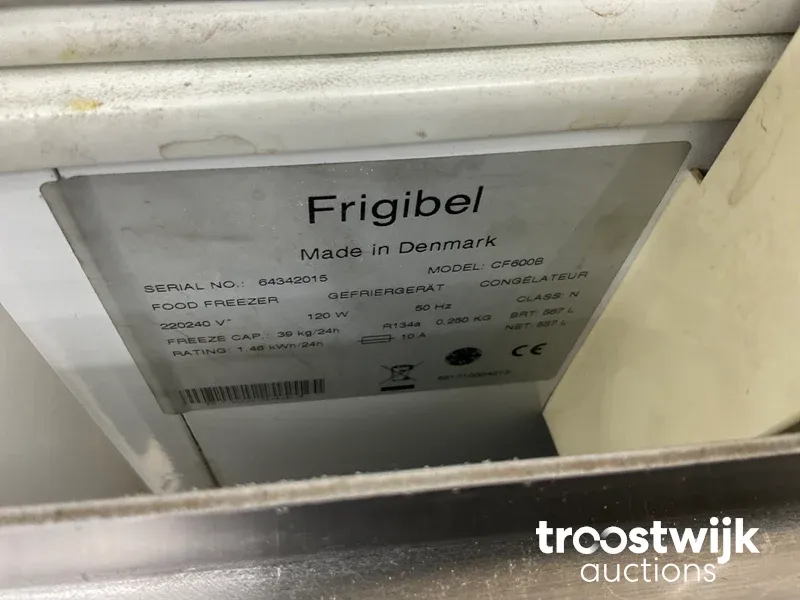 Frigibel
Made in Denmark
SERIAL NO.: 64342015 MODEL: CF600B
FOOD FREEZER GEFRIERGERÄT CONGÉLATEUR
220240 V~ 120 W 50 Hz CLASS: N
FREEZE CAP.: 39 kg/24h R134a 0.250 KG BRT: 567 L
RATING: 1.46 kWh/24h 10 A NET: 557 L
CE
troostwijk
auctions